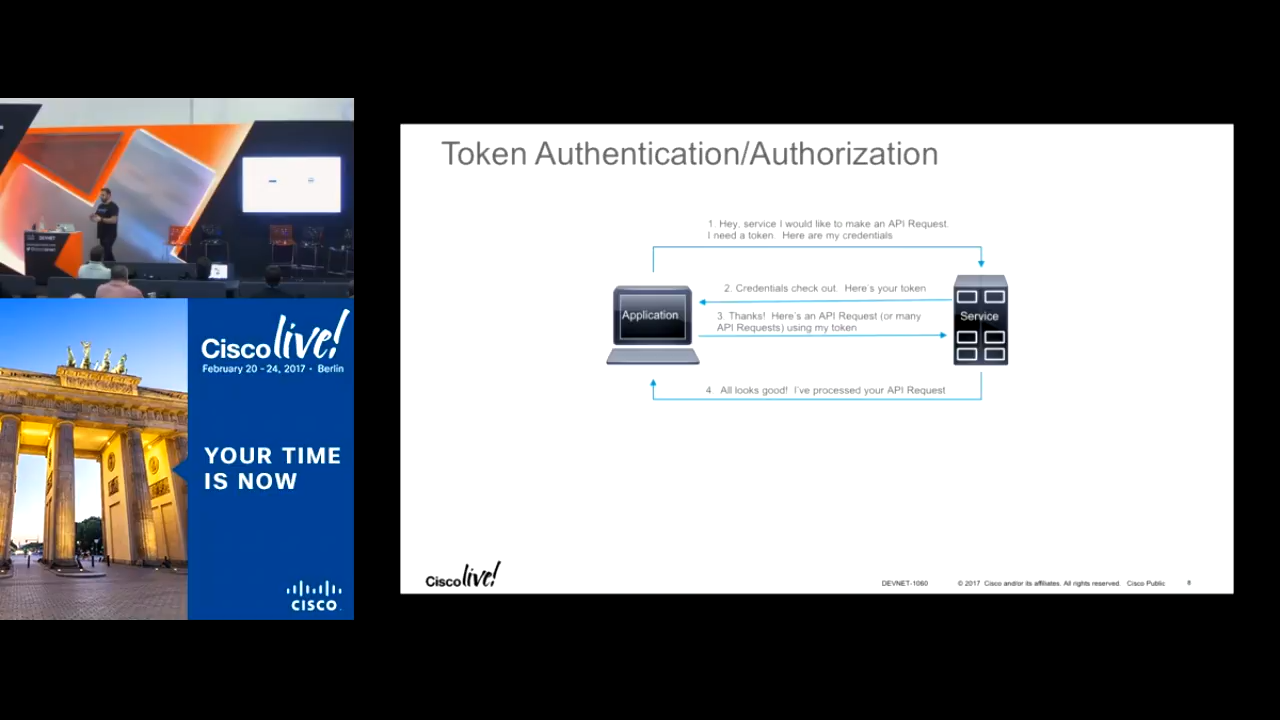 Token Authentication/Authorization
1. Hey, service I would like to make an API Request.
I need a token. Here are my credentials
2. Credentials check out. Here's your token
Application
Service
3. Thanks! Here's an API Request (or many
API Requests) using my token
4. All looks good! I've processed your API Request
Cisco live!
DEVNET-1060 © 2017 Cisco and/or its affiliates. All rights reserved. Cisco Public 8
DEVNET
Cisco live!
February 20 - 24, 2017 • Berlin
YOUR TIME
IS NOW
CISCO